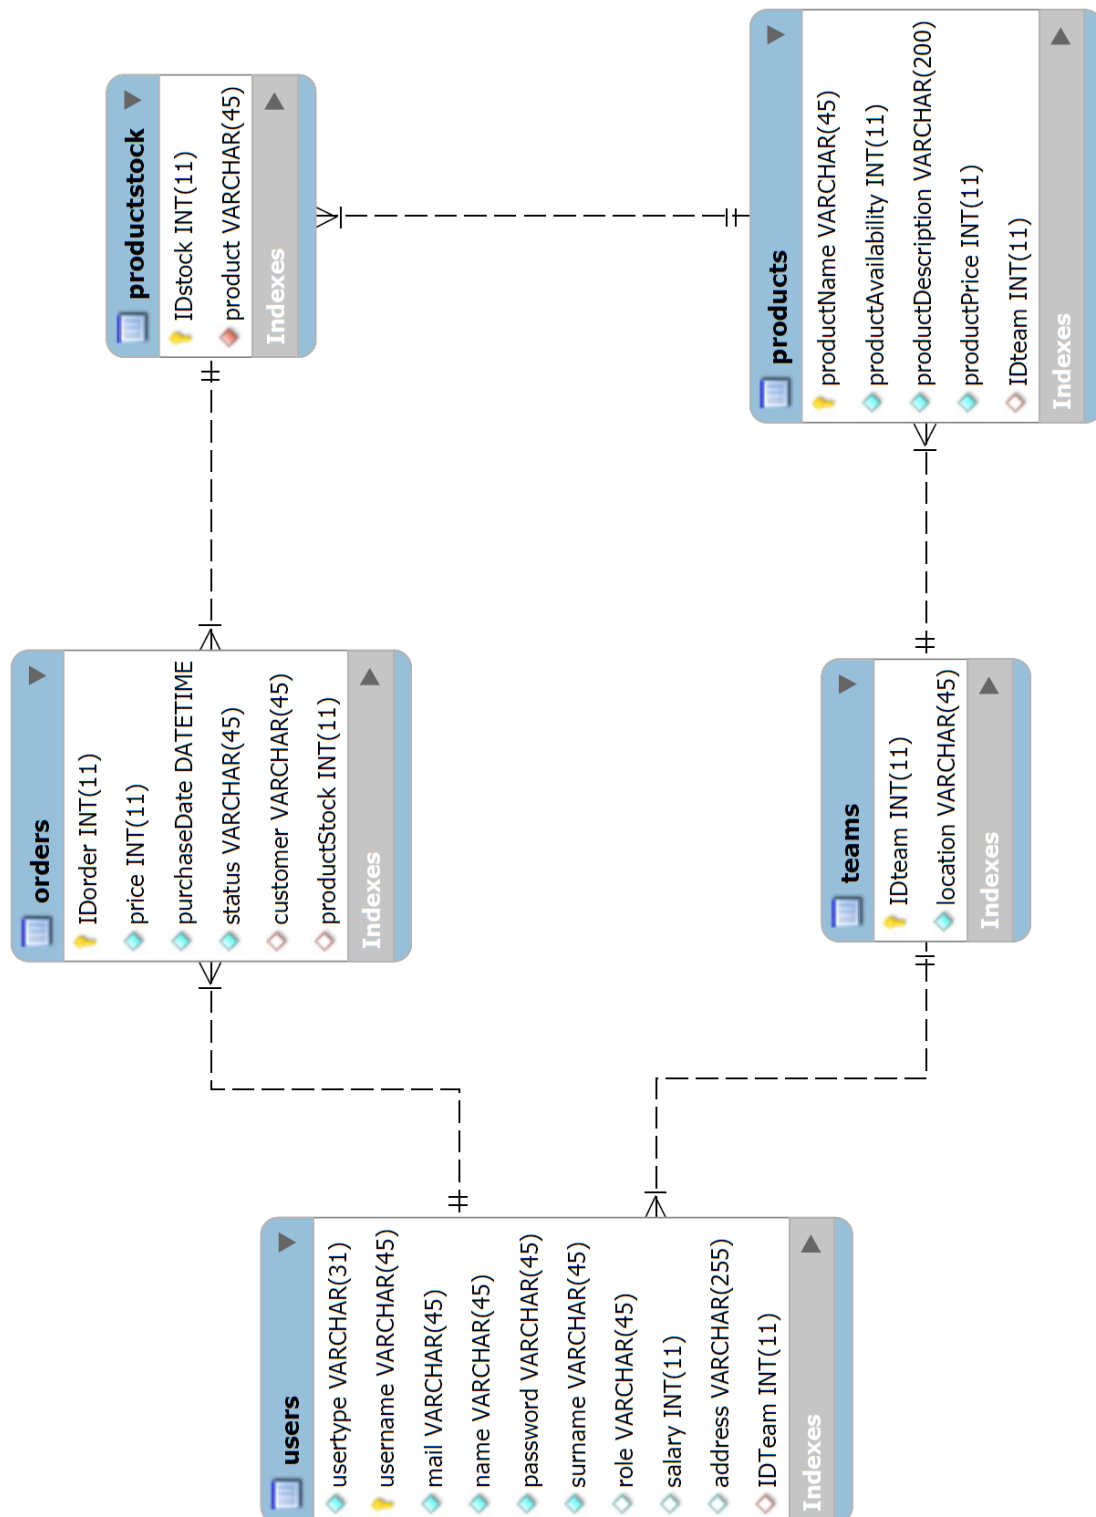 users
usertype VARCHAR(31)
username VARCHAR(45)
mail VARCHAR(45)
name VARCHAR(45)
password VARCHAR(45)
surname VARCHAR(45)
role VARCHAR(45)
salary INT(11)
address VARCHAR(255)
IDTeam INT(11)
Indexes
orders
IDorder INT(11)
price INT(11)
purchaseDate DATETIME
status VARCHAR(45)
customer VARCHAR(45)
productStock INT(11)
Indexes
productstock
IDstock INT(11)
product VARCHAR(45)
Indexes
teams
IDteam INT(11)
location VARCHAR(45)
Indexes
products
productName VARCHAR(45)
productAvailability INT(11)
productDescription VARCHAR(200)
productPrice INT(11)
IDteam INT(11)
Indexes